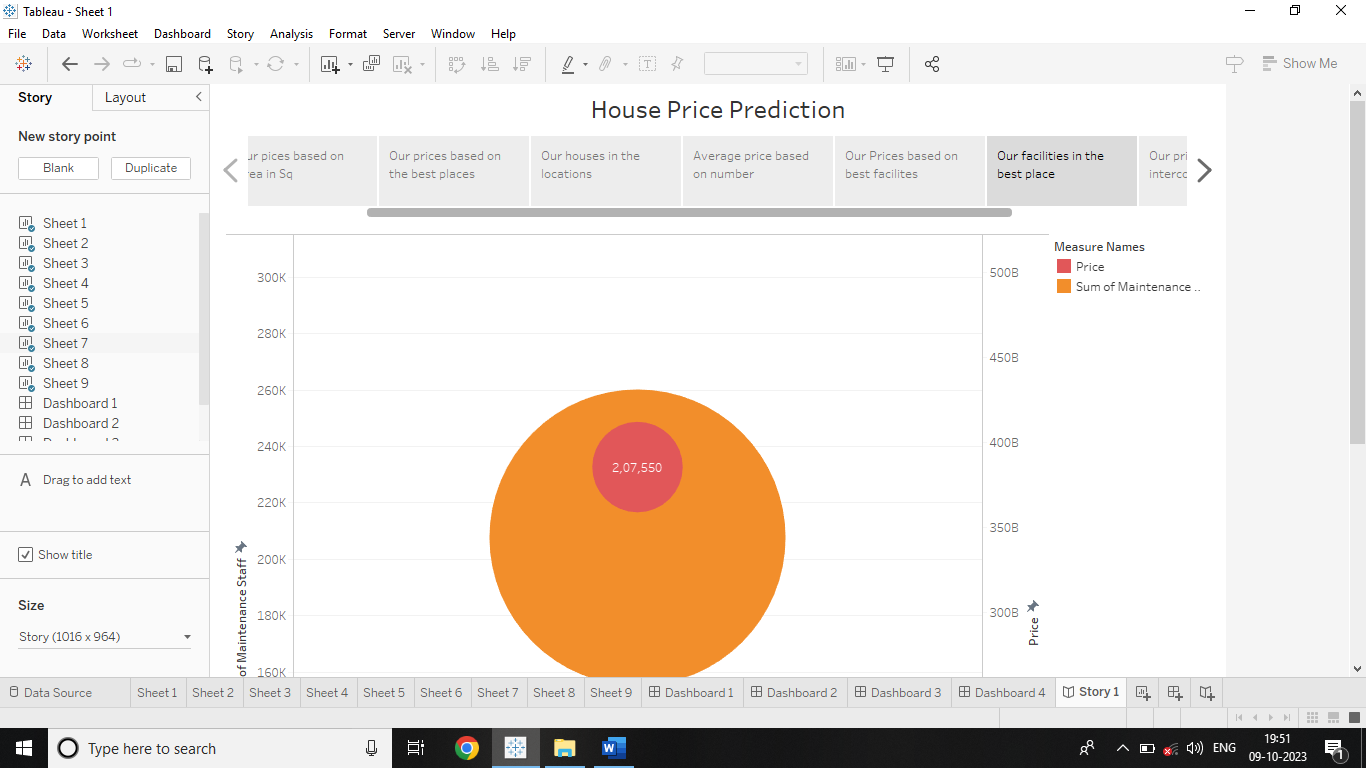 Tableau - Sheet 1
File Data Worksheet Dashboard Story Analysis Format Server Window Help
Show Me
Story Layout
New story point
Blank Duplicate
Sheet 1
Sheet 2
Sheet 3
Sheet 4
Sheet 5
Sheet 6
Sheet 7
Sheet 8
Sheet 9
Dashboard 1
Dashboard 2
A Drag to add text
Show title
Size
Story (1016 x 964)
House Price Prediction
ur pices based on
ea in Sq
Our prices based on
the best places
Our houses in the
locations
Average price based
on number
Our Prices based on
best facilites
Our facilities in the
best place
Our pri
interco
300K
280K
260K
240K
220K
200K
180K
160K
of Maintenance Staff
2,07,550
500B
450B
400B
350B
300B
Price
Measure Names
Price
Sum of Maintenance ..
Data Source Sheet 1 Sheet 2 Sheet 3 Sheet 4 Sheet 5 Sheet 6 Sheet 7 Sheet 8 Sheet 9 Dashboard 1 Dashboard 2 Dashboard 3 Dashboard 4 Story 1
Type here to search
W
ENG
19:51
09-10-2023
1